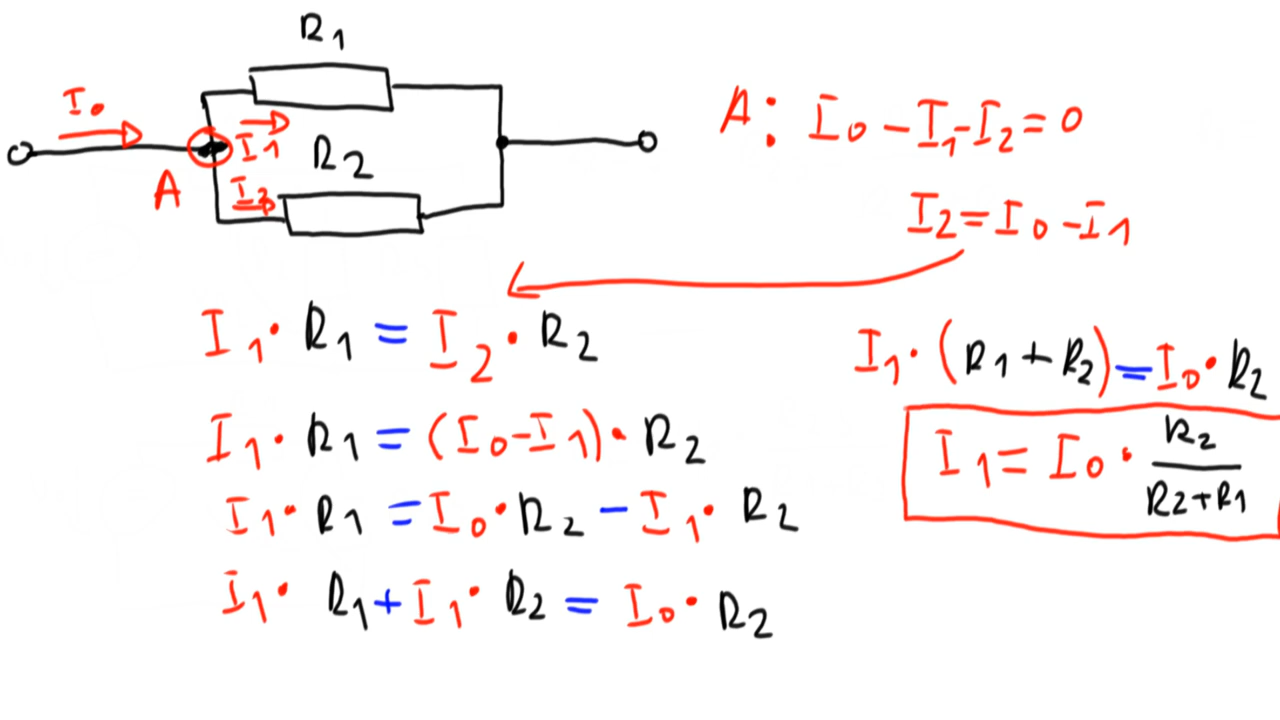 R1
I0
I1
R2
A
I2
A: I0 - I1 - I2 = 0
I2 = I0 - I1
I1 · R1 = I2 · R2
I1 · R1 = (I0 - I1) · R2
I1 · R1 = I0 · R2 - I1 · R2
I1 · R1 + I1 · R2 = I0 · R2
I1 · (R1 + R2) = I0 · R2
I1 = I0 · R2 / R2 + R1